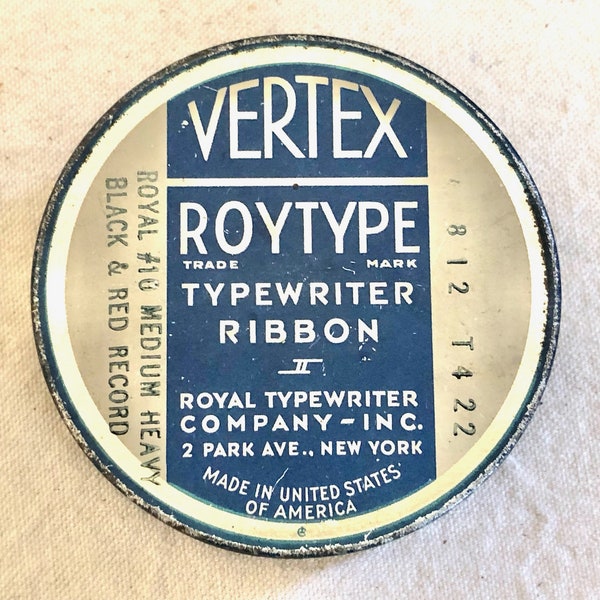 VERTEX
ROYTYPE
TRADE MARK
TYPEWRITER
RIBBON
II
ROYAL TYPEWRITER
COMPANY-INC.
2 PARK AVE., NEW YORK
MADE IN UNITED STATES
OF AMERICA
ROYAL #10 MEDIUM HEAVY
BLACK & RED RECORD
812 T422